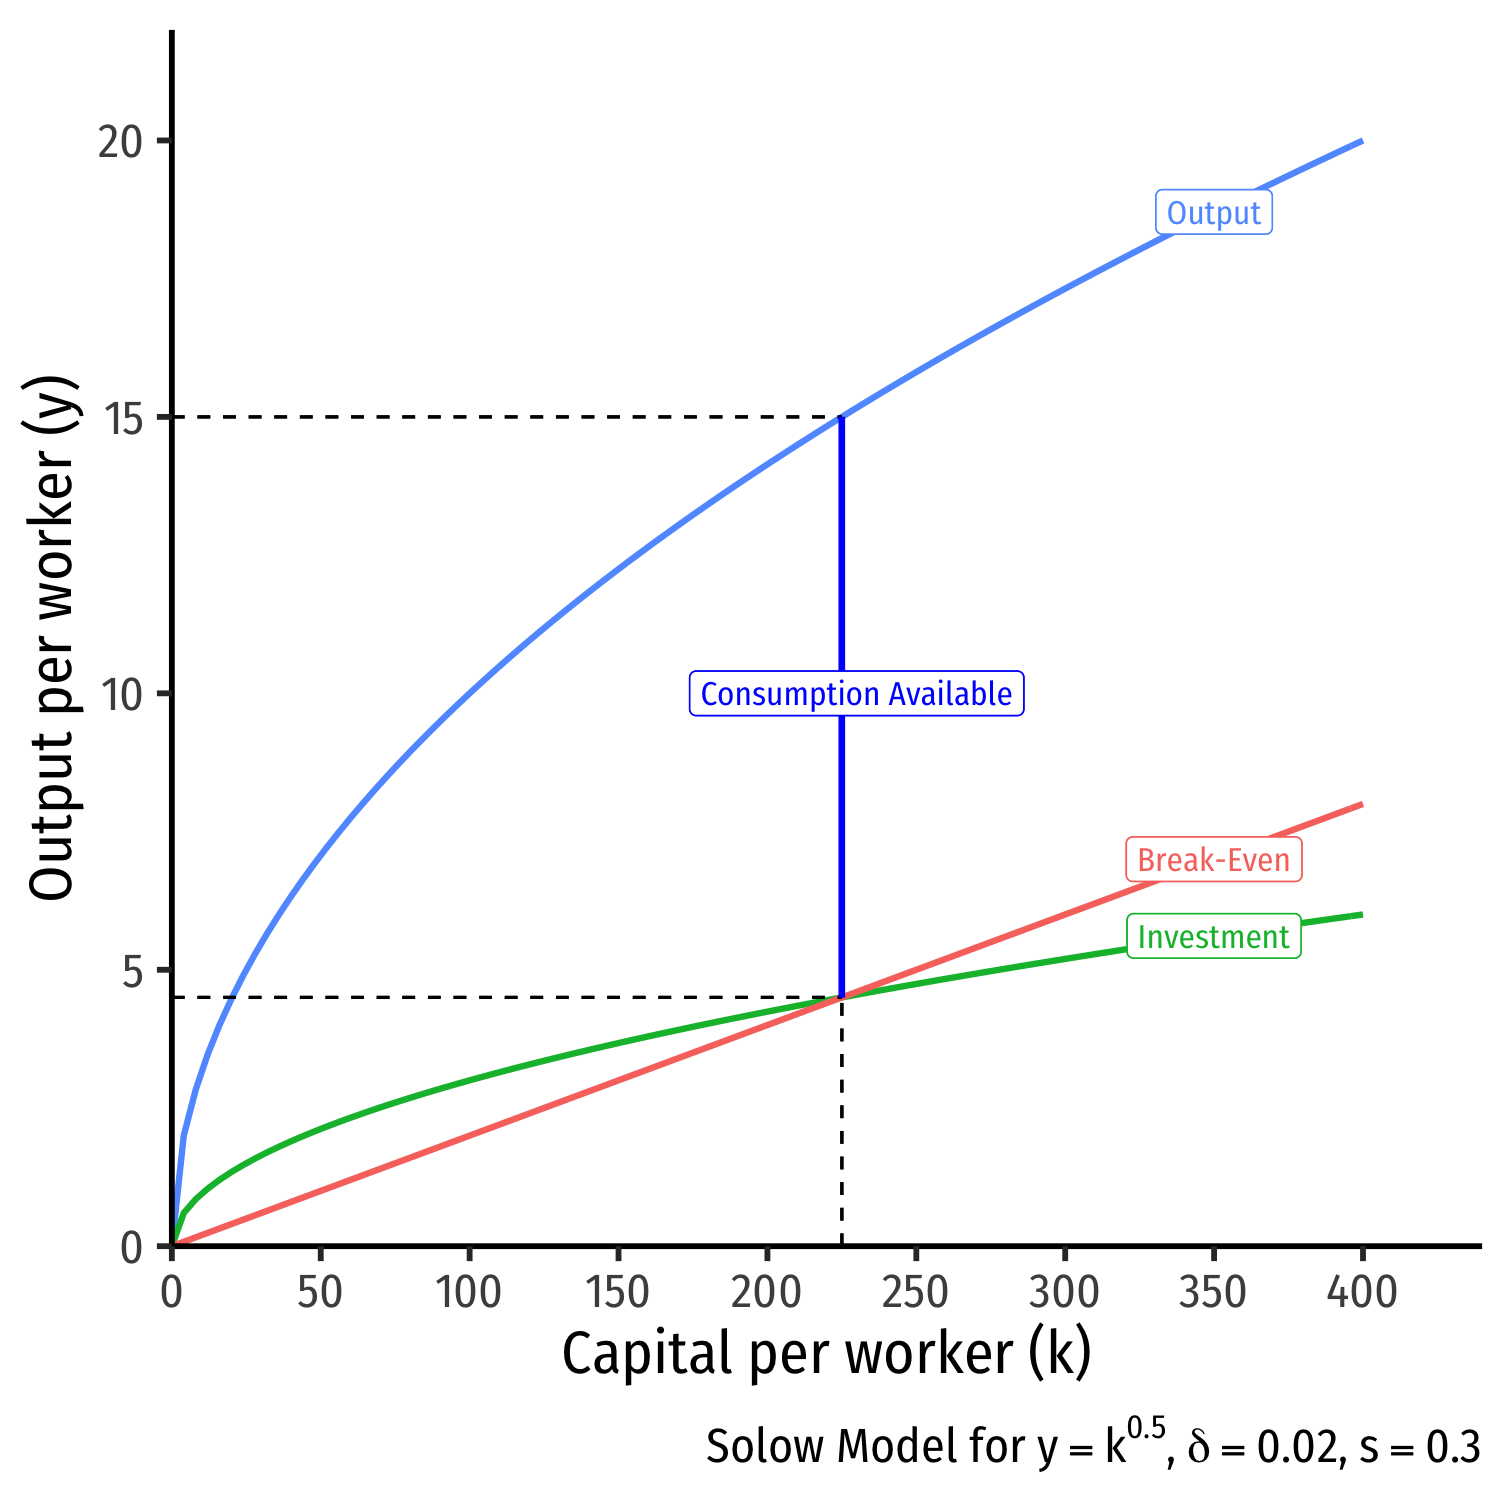 20
Output
15
Output per worker (y)
10
Consumption Available
Break-Even
Investment
5
0
0 50 100 150 200 250 300 350 400
Capital per worker (k)
Solow Model for y = k^0.5, δ = 0.02, s = 0.3